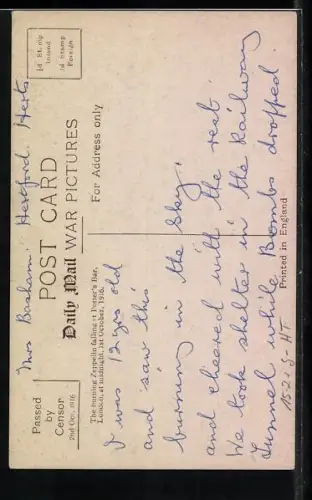 Mrs Basham. Hertford. Herts
Passed
by
Censor
2nd Oct, 1916
POST CARD
Daily Mail WAR PICTURES
½d Stamp
Inland
1d Stamp
Foreign
The burning Zeppelin falling at Potter's Bar,
London, at midnight, 1st October, 1916.
For Address only
I was 12 yrs old
and saw this
burning in the Sky.
and cheered with the rest.
We took shelter in the Railway
Tunnel while Bombs dropped.
Printed in England